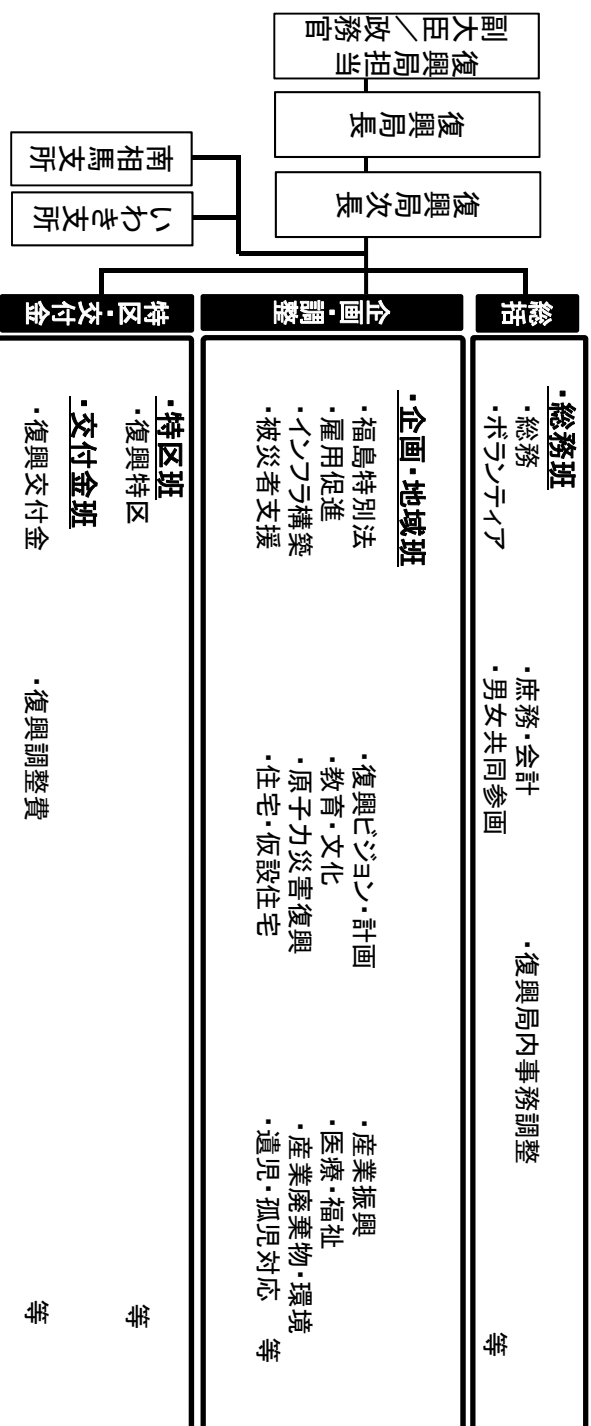 復興局担当
副大臣／政務官
復興局長
復興局次長
南相馬支所
いわき支所
総括
・総務班
・総務　・庶務・会計　・復興局内事務調整
・ボランティア　・男女共同参画　等
企画・調整
・企画・地域班
・福島特別法　・復興ビジョン・計画　・産業振興
・雇用促進　・教育・文化　・医療・福祉
・インフラ構築　・原子力災害復興　・産業廃棄物・環境
・被災者支援　・住宅・仮設住宅　・遺児・孤児対応　等
特区・交付金
・特区班
・復興特区　等
・交付金班
・復興交付金　・復興調整費　等